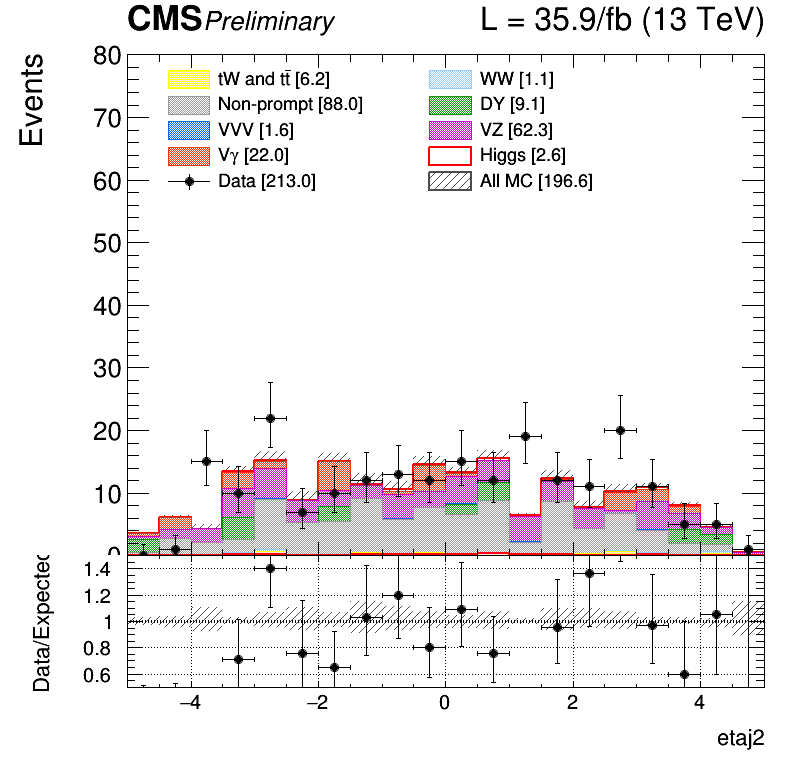 CMS Preliminary L = 35.9/fb (13 TeV)
Events
80
70
60
50
40
30
20
10
0
tW and tt̄ [6.2] WW [1.1]
Non-prompt [88.0] DY [9.1]
VVV [1.6] VZ [62.3]
Vγ [22.0] Higgs [2.6]
Data [213.0] All MC [196.6]
Data/Expected
1.4
1.2
1
0.8
0.6
−4 −2 0 2 4
etaj2